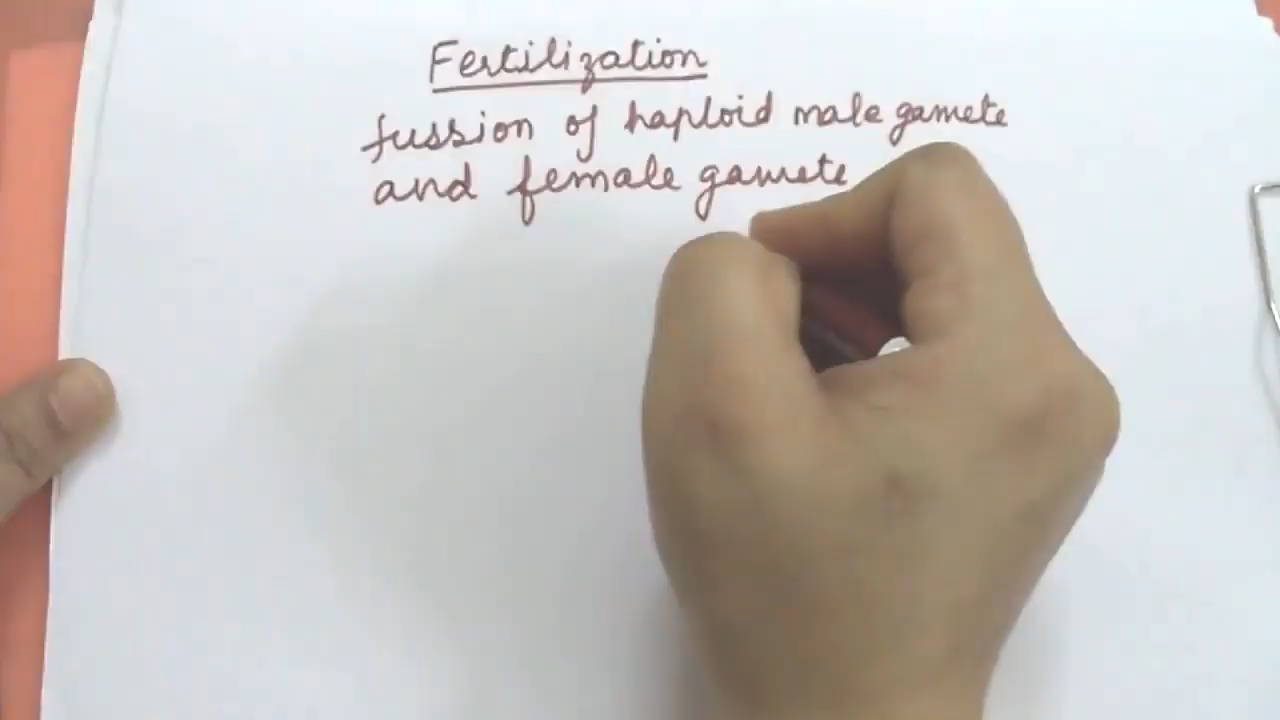 Fertilization
fussion of haploid male gamete
and female gamete